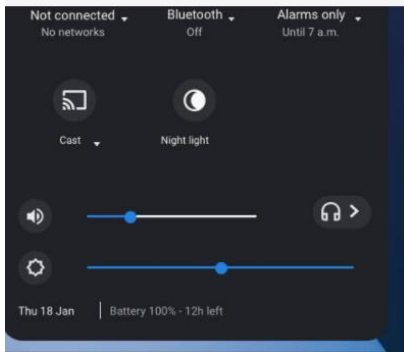 Not connected Bluetooth Alarms only
No networks Off Until 7 a.m.
Cast Night light
Thu 18 Jan Battery 100% - 12h left